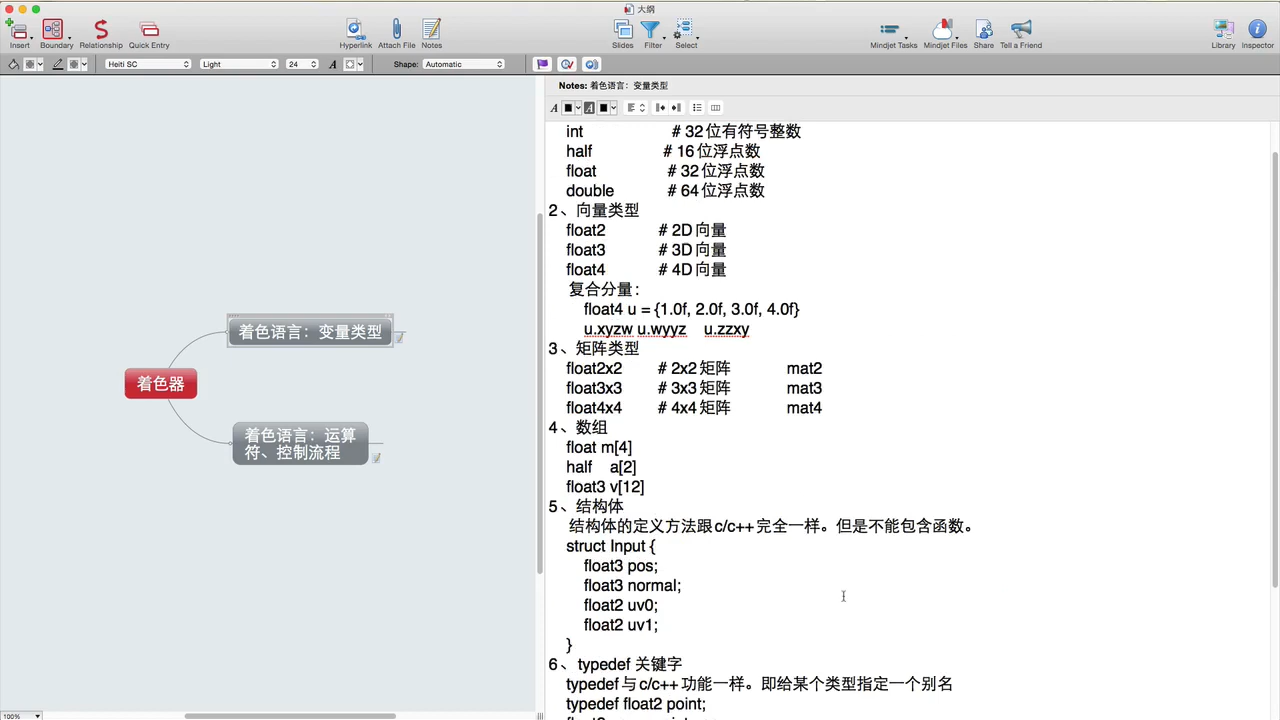 大纲
Insert
Boundary
Relationship
Quick Entry
Hyperlink
Attach File
Notes
Slides
Filter
Select
Mindjet Tasks
Mindjet Files
Share
Tell a Friend
Library
Inspector
Heiti SC
Light
24
A
Shape:
Automatic
Notes: 着色语言：变量类型
A
A
int # 32位有符号整数
half # 16位浮点数
float # 32位浮点数
double # 64位浮点数
2、向量类型
float2 # 2D向量
float3 # 3D向量
float4 # 4D向量
复合分量：
float4 u = {1.0f, 2.0f, 3.0f, 4.0f}
u.xyzw u.wyyz u.zzxy
3、矩阵类型
float2x2 # 2x2矩阵 mat2
float3x3 # 3x3矩阵 mat3
float4x4 # 4x4矩阵 mat4
4、数组
float m[4]
half a[2]
float3 v[12]
5、结构体
结构体的定义方法跟c/c++完全一样。但是不能包含函数。
struct Input {
float3 pos;
float3 normal;
float2 uv0;
float2 uv1;
}
6、typedef 关键字
typedef与c/c++功能一样。即给某个类型指定一个别名
typedef float2 point;
着色语言：变量类型
着色器
着色语言：运算
符、控制流程
100%